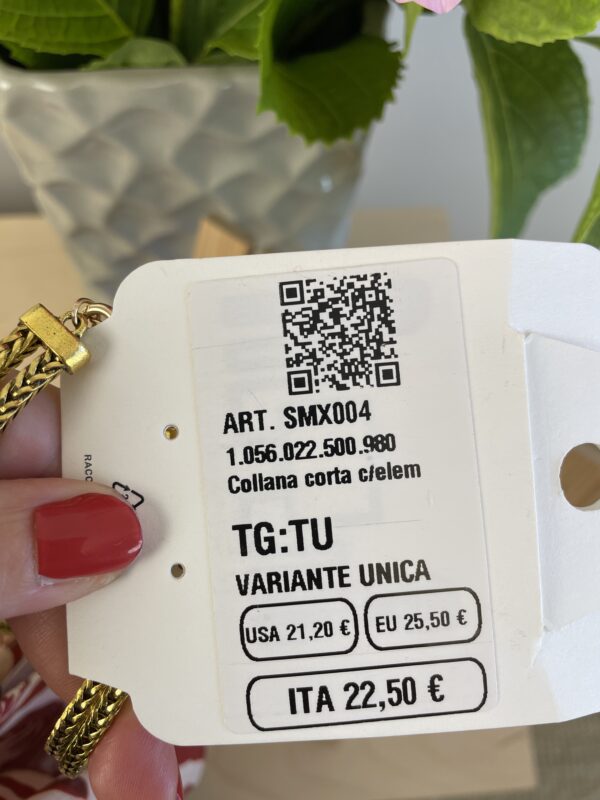 ART. SMX004
1.056.022.500.980
Collana corta c/elem
TG:TU
VARIANTE UNICA
USA 21,20 € EU 25,50 €
ITA 22,50 €
RACC